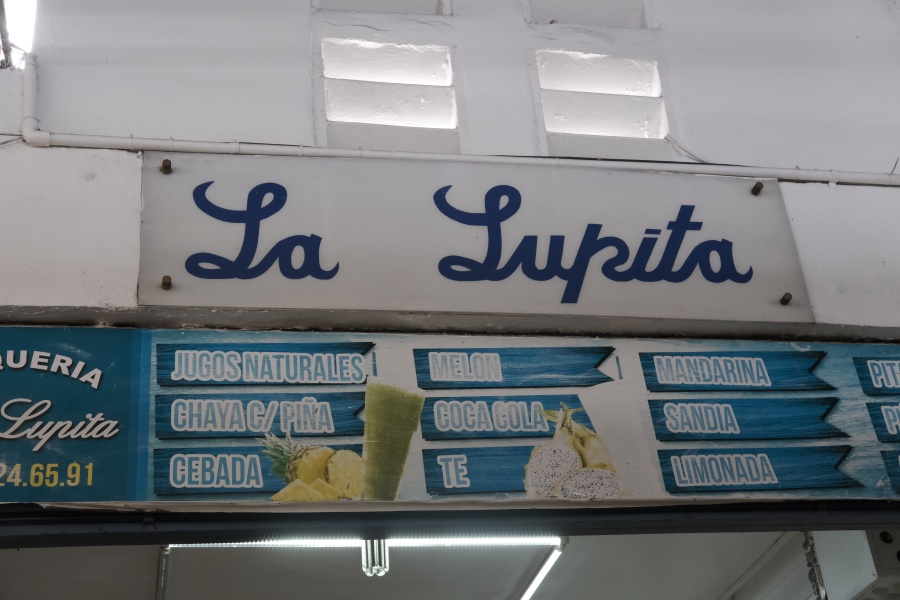 La Lupita
QUERIA
Lupita
24.65.91
JUGOS NATURALES
CHAYA C/ PIÑA
CEBADA
MELON
COCA COLA
TE
MANDARINA
SANDIA
LIMONADA